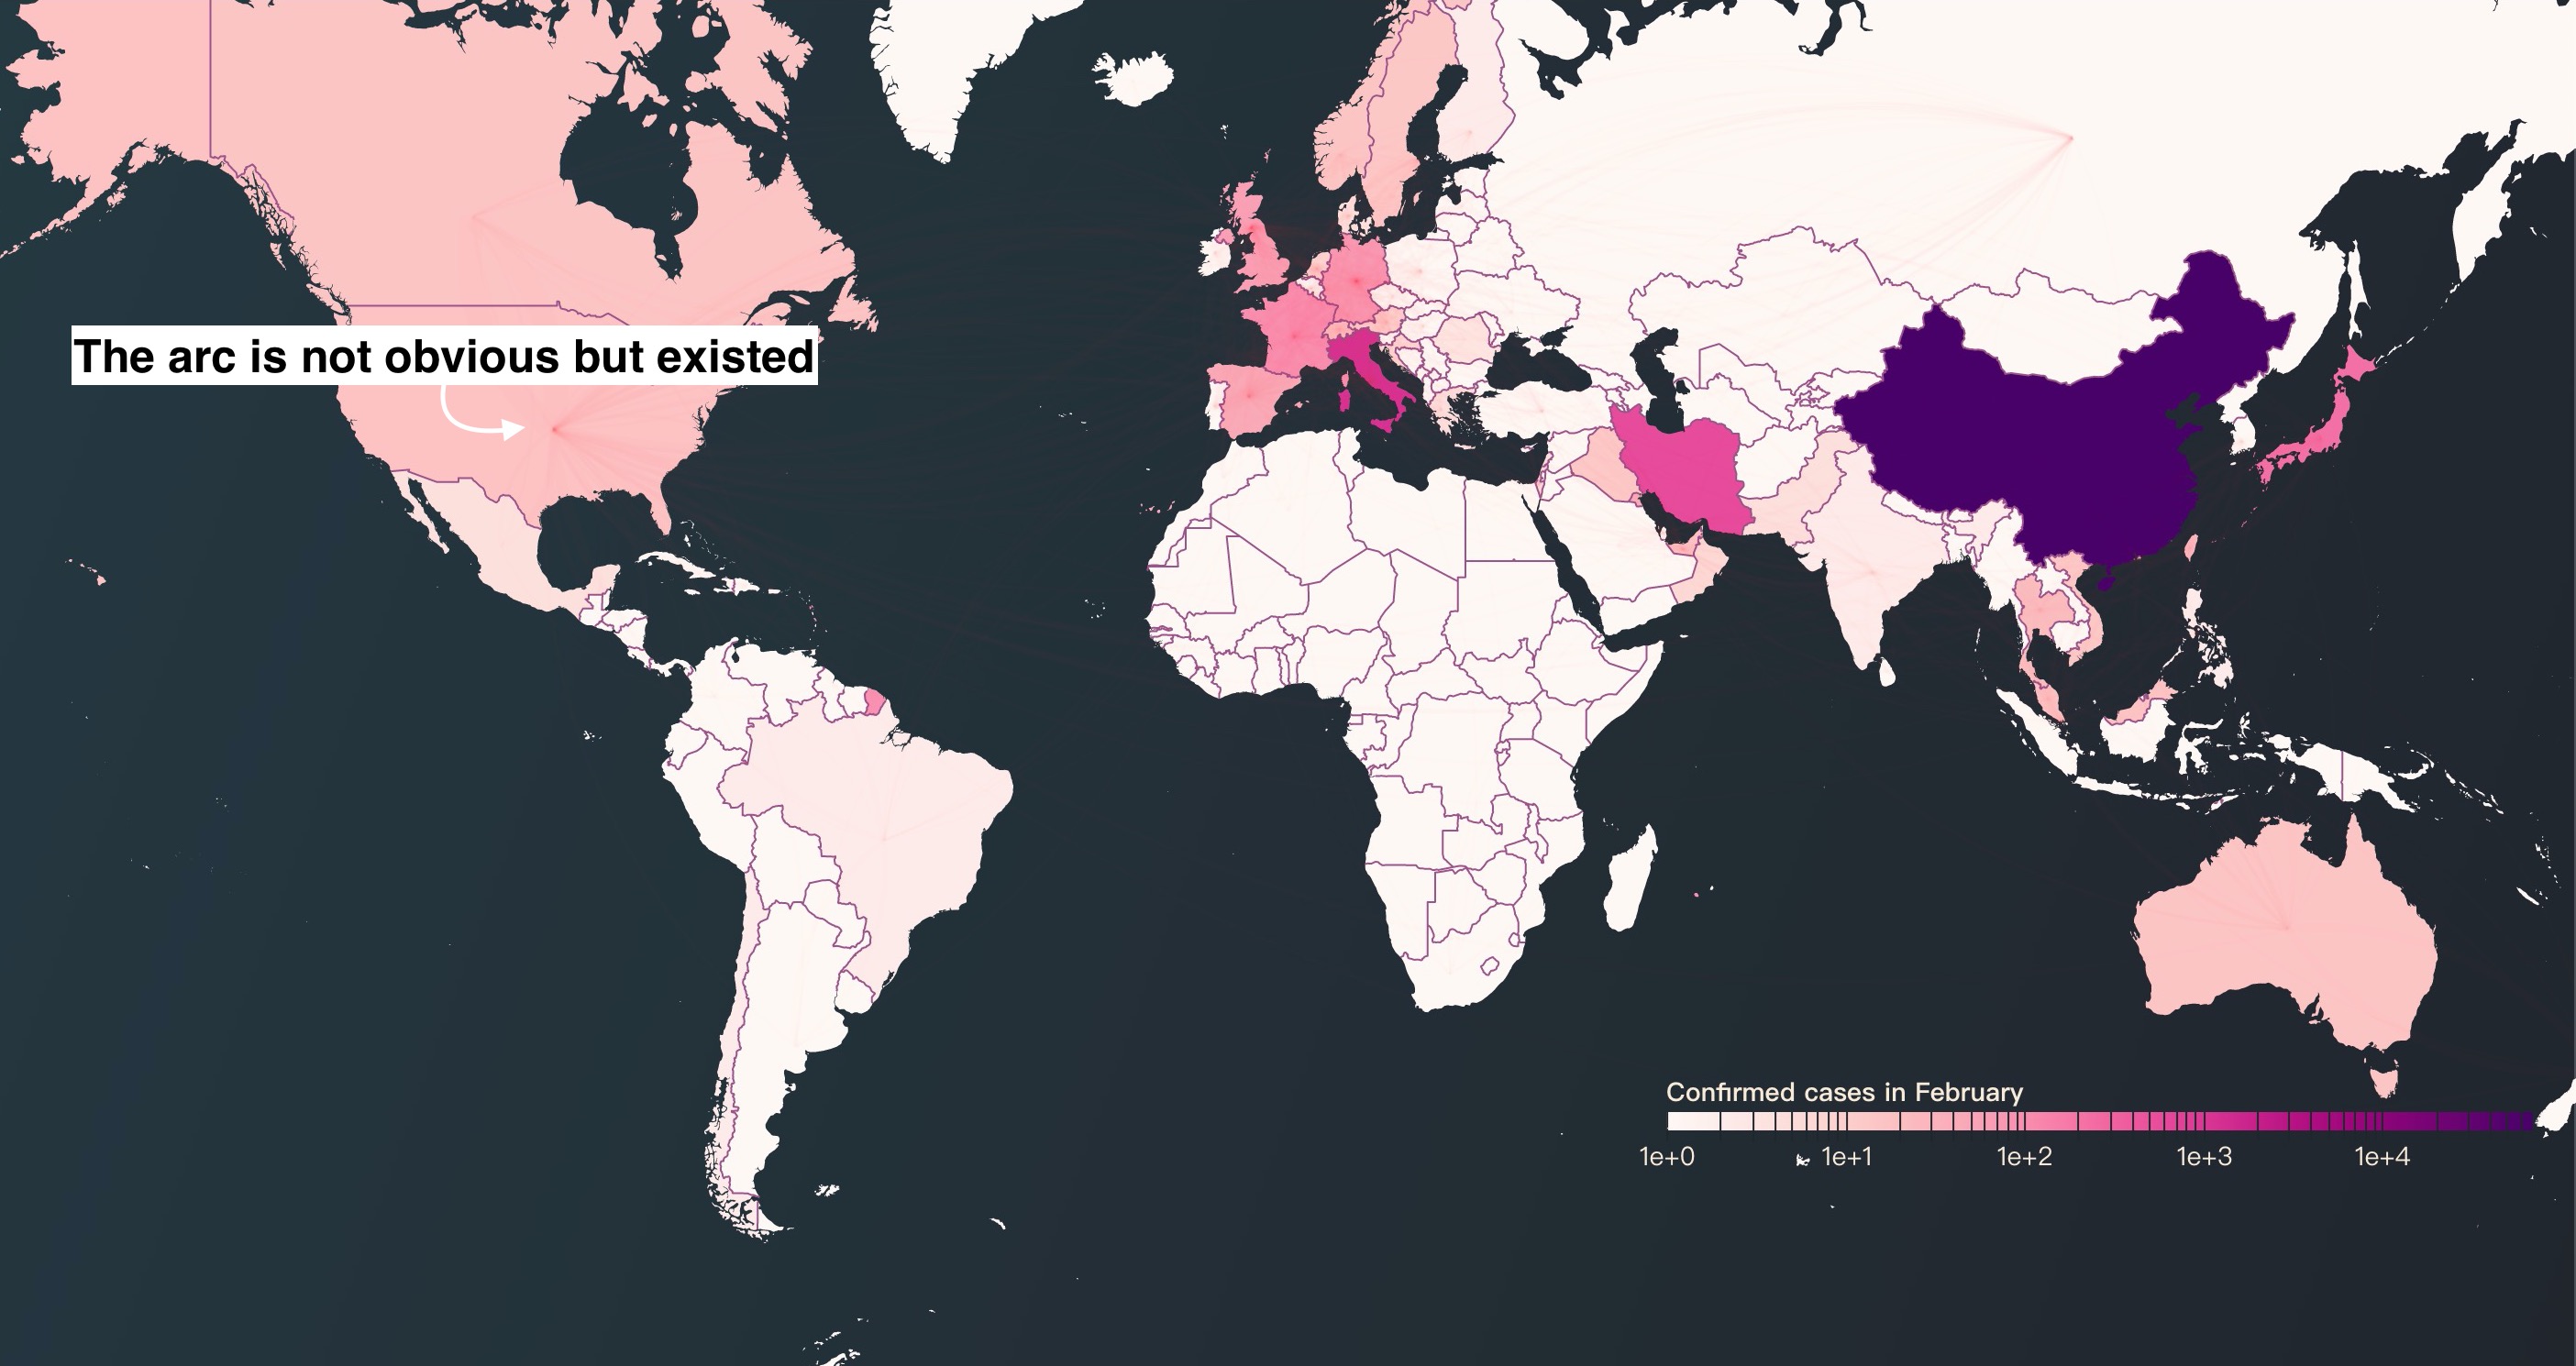 The arc is not obvious but existed
Confirmed cases in February
1e+0 1e+1 1e+2 1e+3 1e+4